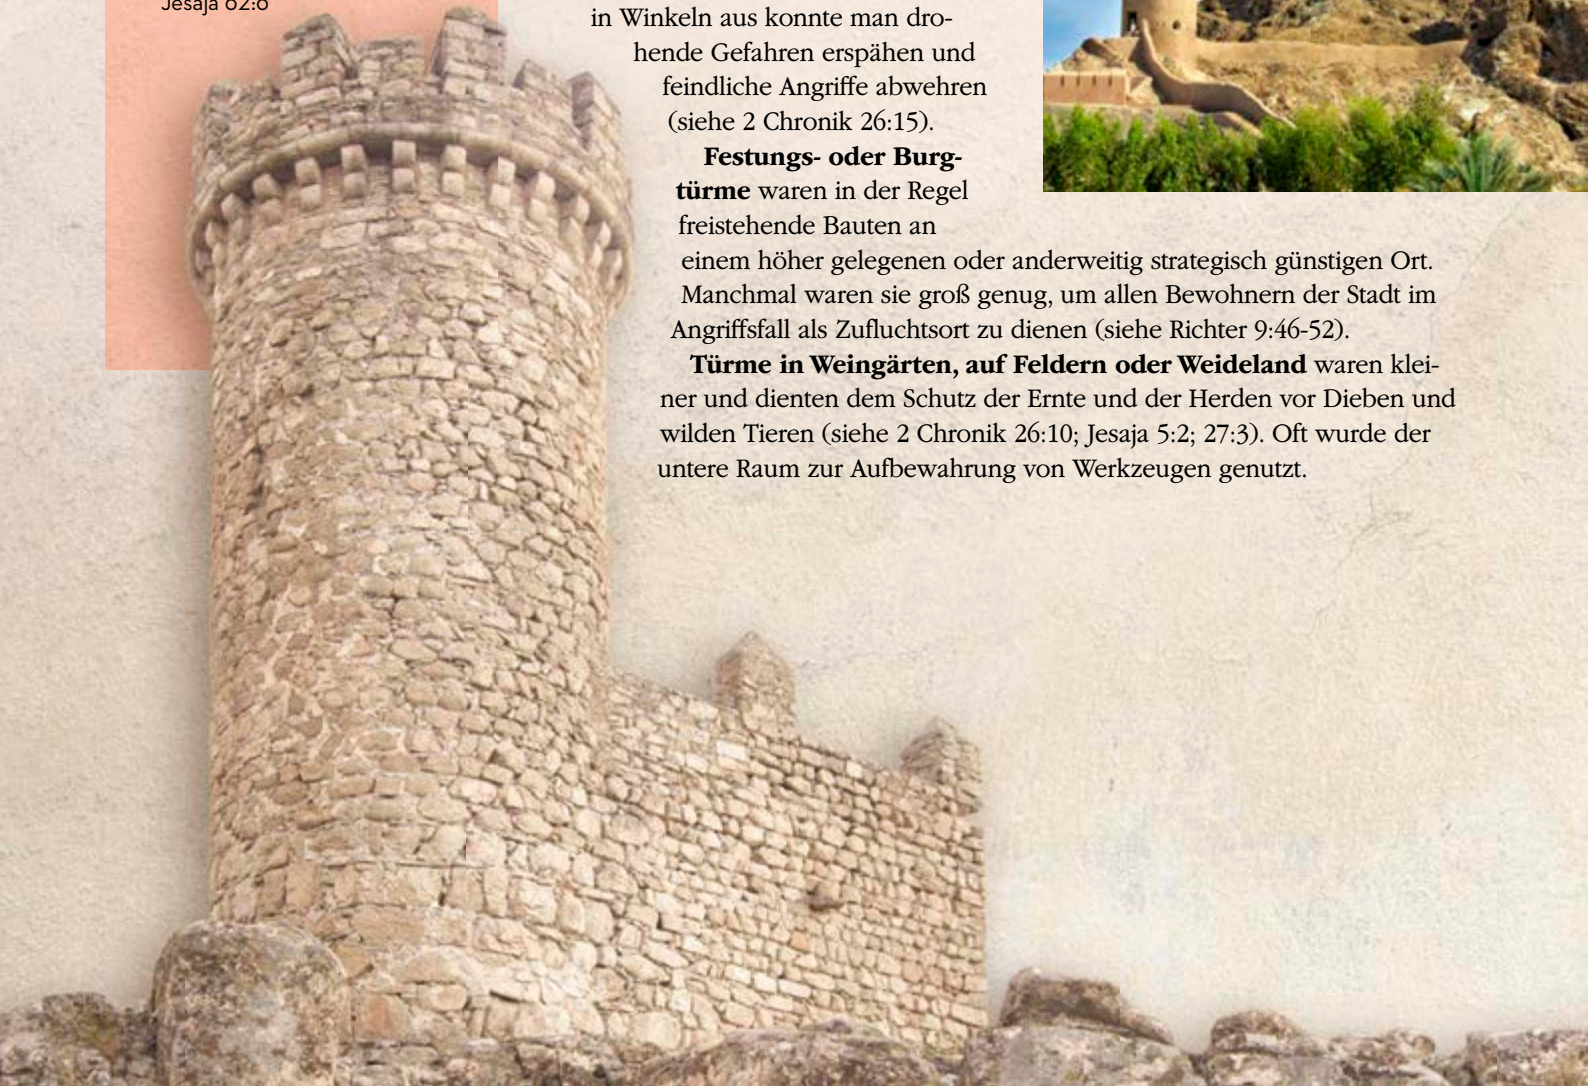 Jesaja 62:6
in Winkeln aus konnte man dro-
hende Gefahren erspähen und
feindliche Angriffe abwehren
(siehe 2 Chronik 26:15).
Festungs- oder Burg-
türme waren in der Regel
freistehende Bauten an
einem höher gelegenen oder anderweitig strategisch günstigen Ort.
Manchmal waren sie groß genug, um allen Bewohnern der Stadt im
Angriffsfall als Zufluchtsort zu dienen (siehe Richter 9:46-52).
Türme in Weingärten, auf Feldern oder Weideland waren klei-
ner und dienten dem Schutz der Ernte und der Herden vor Dieben und
wilden Tieren (siehe 2 Chronik 26:10; Jesaja 5:2; 27:3). Oft wurde der
untere Raum zur Aufbewahrung von Werkzeugen genutzt.